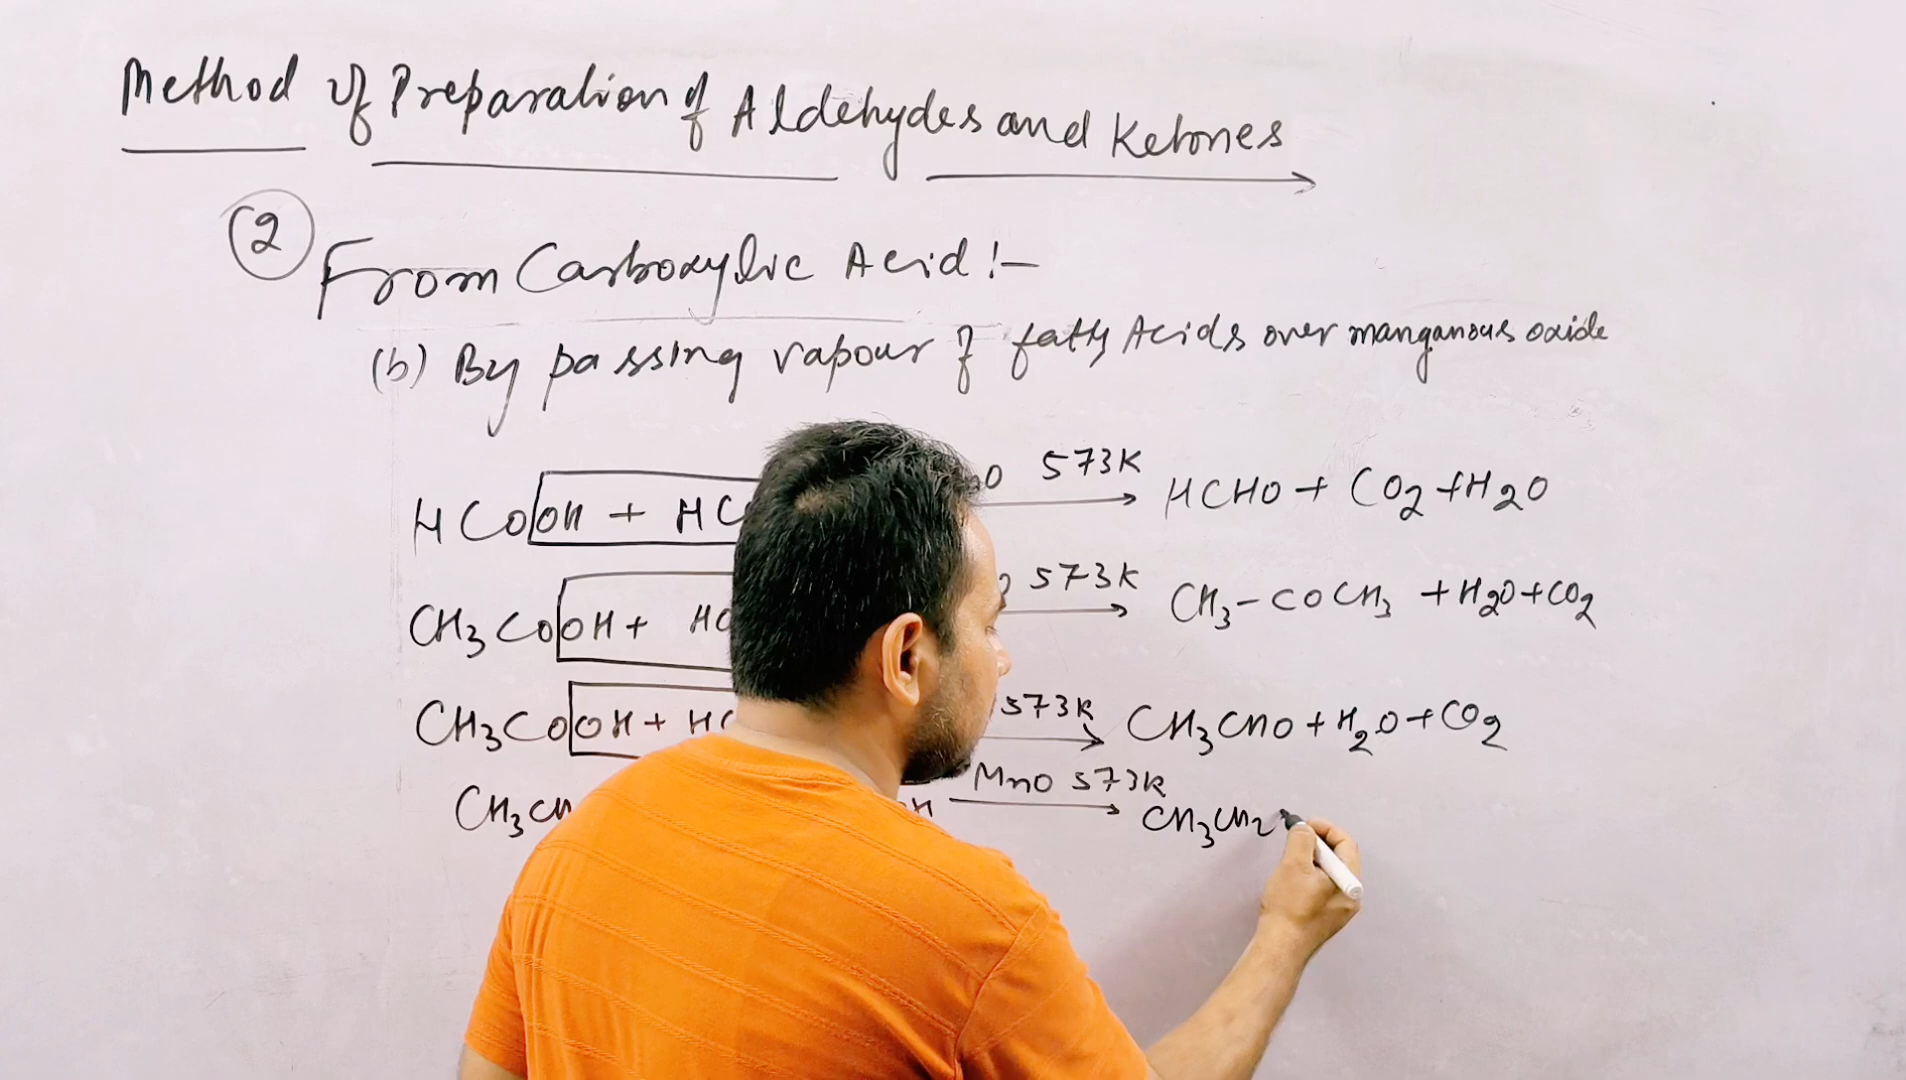 Method of Preparation of Aldehydes and Ketones
2
From Carboxylic Acid :-
(b) By passing vapour of fatty Acids over manganous oxide
HCOOH + HC O 573K HCHO + CO2 + H2O
CH3COOH + HO 573K CH3-COCH3 + H2O + CO2
CH3COOH + HC 573K CH3CHO + H2O + CO2
CH3CH H MnO 573K CH3CH2